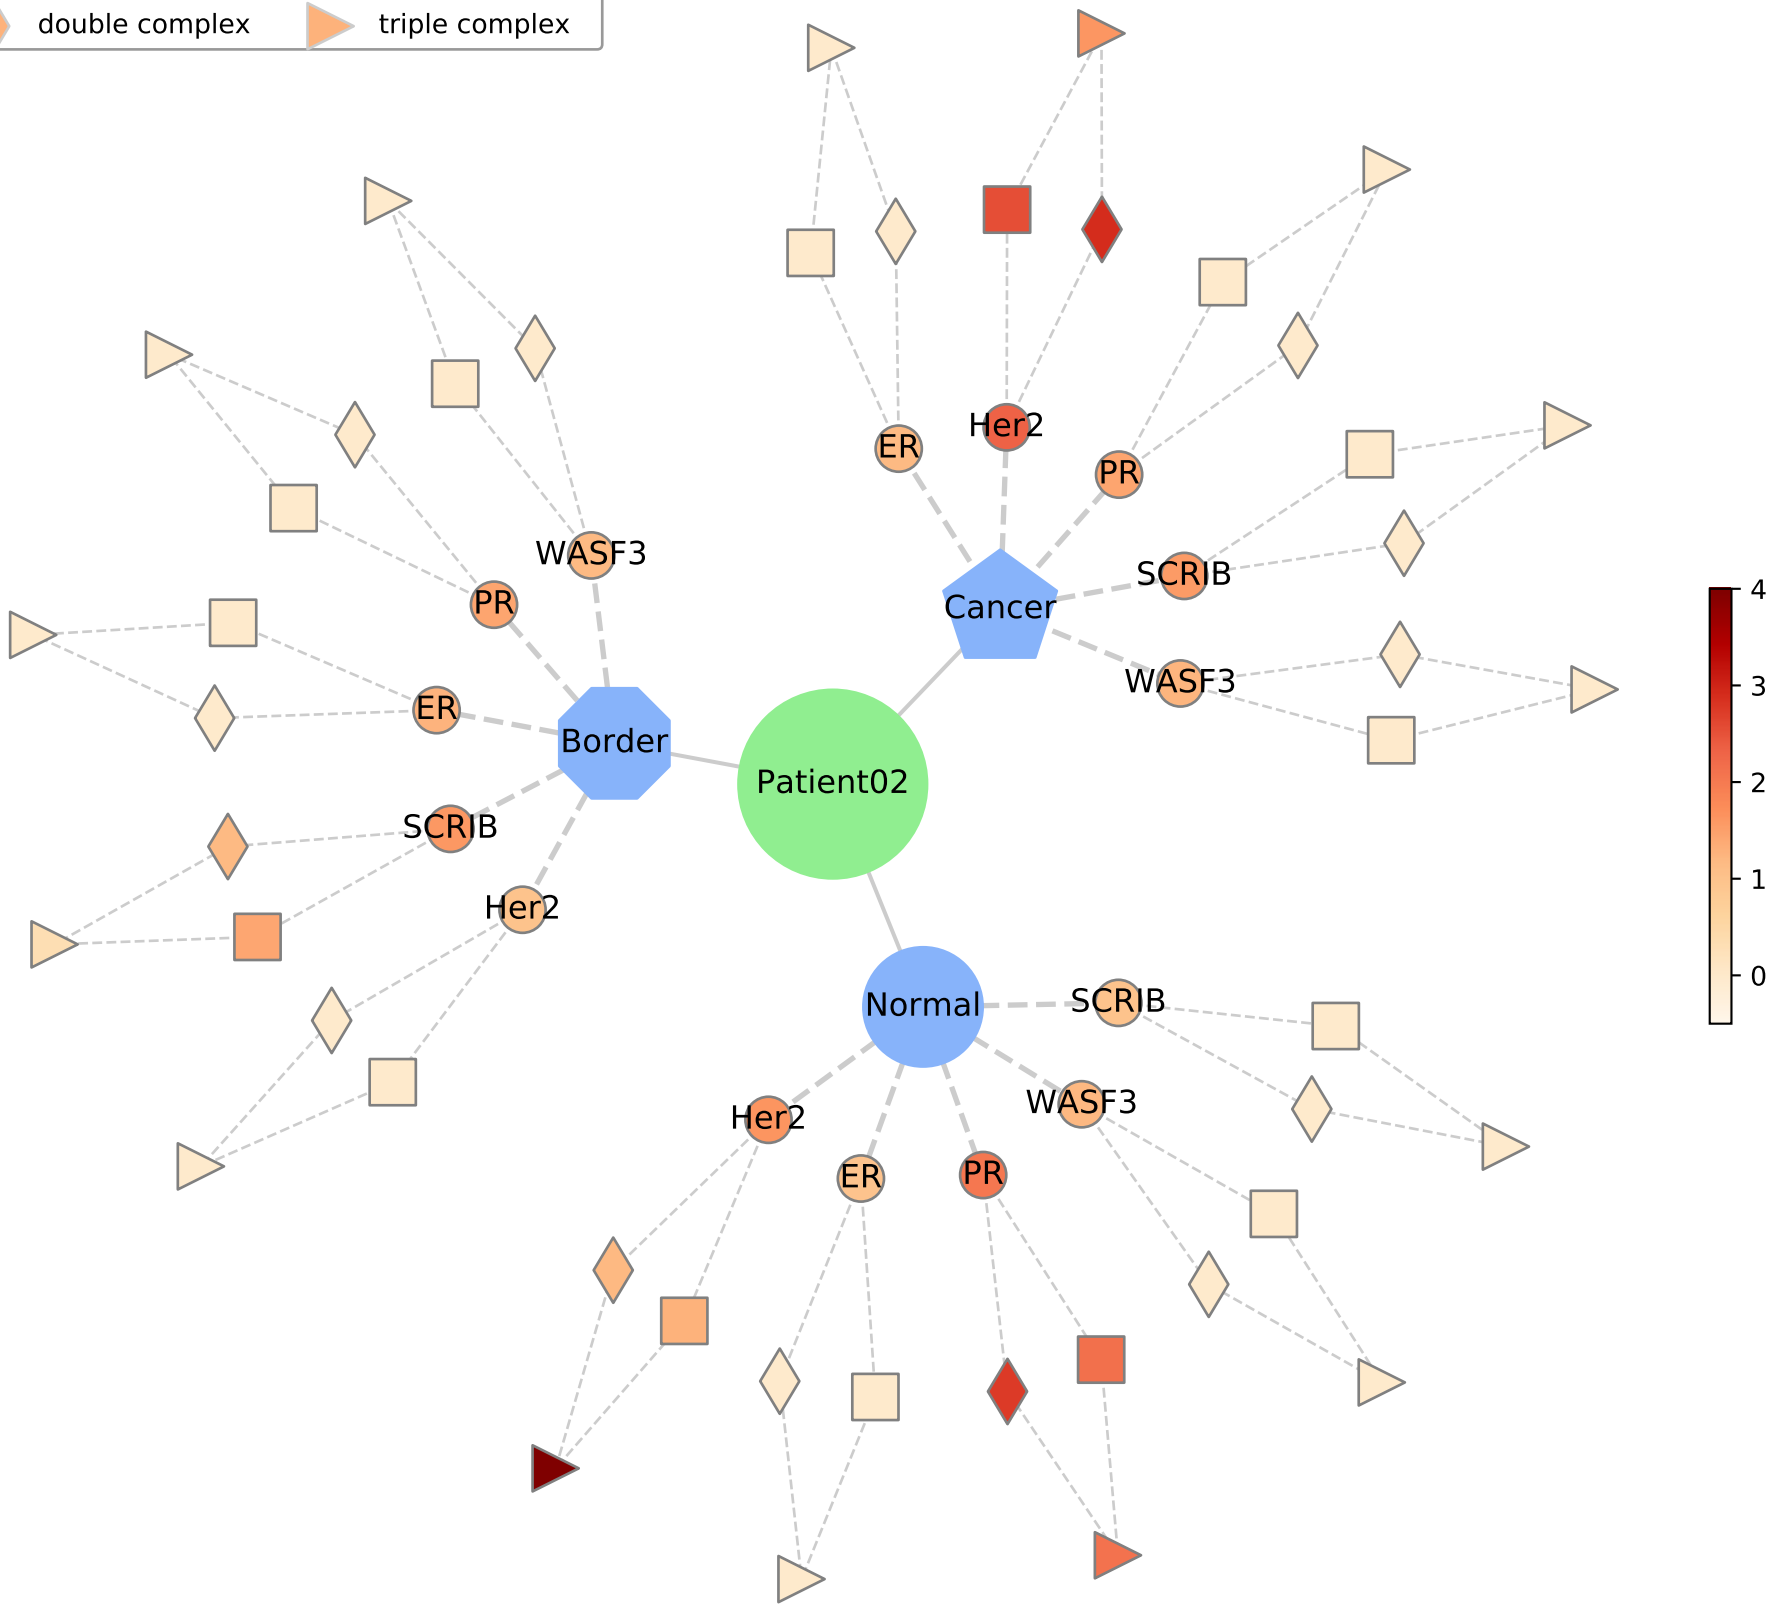 double complex
triple complex
ER
Her2
PR
SCRIB
WASF3
Cancer
WASF3
PR
ER
SCRIB
Her2
Border
Patient02
Normal
SCRIB
WASF3
Her2
ER
PR
4
3
2
1
0